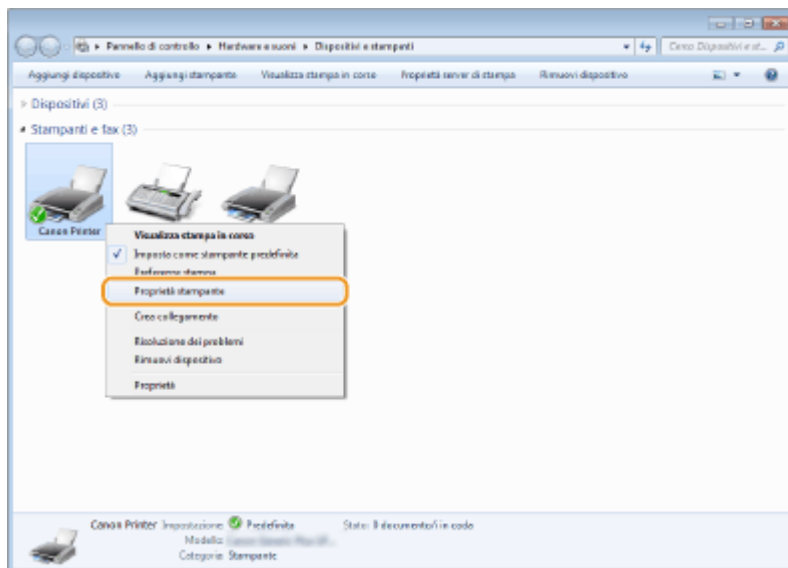 Pannello di controllo Hardware e suoni Dispositivi e stampanti Cerca Dispositivi e st...
Aggiungi dispositivo Aggiungi stampante Visualizza stampa in corso Proprietà server di stampa Rimuovi dispositivo
Dispositivi (3)
Stampanti e fax (3)
Canon Printer
Visualizza stampa in corso
Imposta come stampante predefinita
Preferenze stampa
Proprietà stampante
Crea collegamento
Risoluzione dei problemi
Rimuovi dispositivo
Proprietà
Canon Printer Impostazione: Predefinita Stato: 0 documento/i in coda
Modello:
Categoria: Stampante